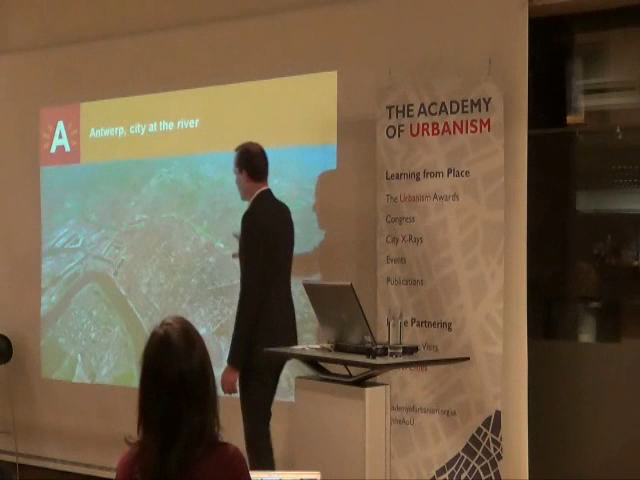 A
Antwerp, city at the river
THE ACADEMY
OF URBANISM
Learning from Place
The Urbanism Awards
Congress
City X-Rays
Events
Publications
e Partnering
Visits